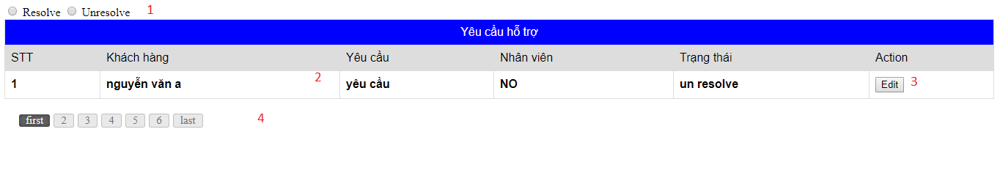 Resolve Unresolve 1
Yêu cầu hỗ trợ
STT Khách hàng Yêu cầu Nhân viên Trạng thái Action
1 nguyễn văn a 2 yêu cầu NO un resolve Edit 3
first 2 3 4 5 6 last 4